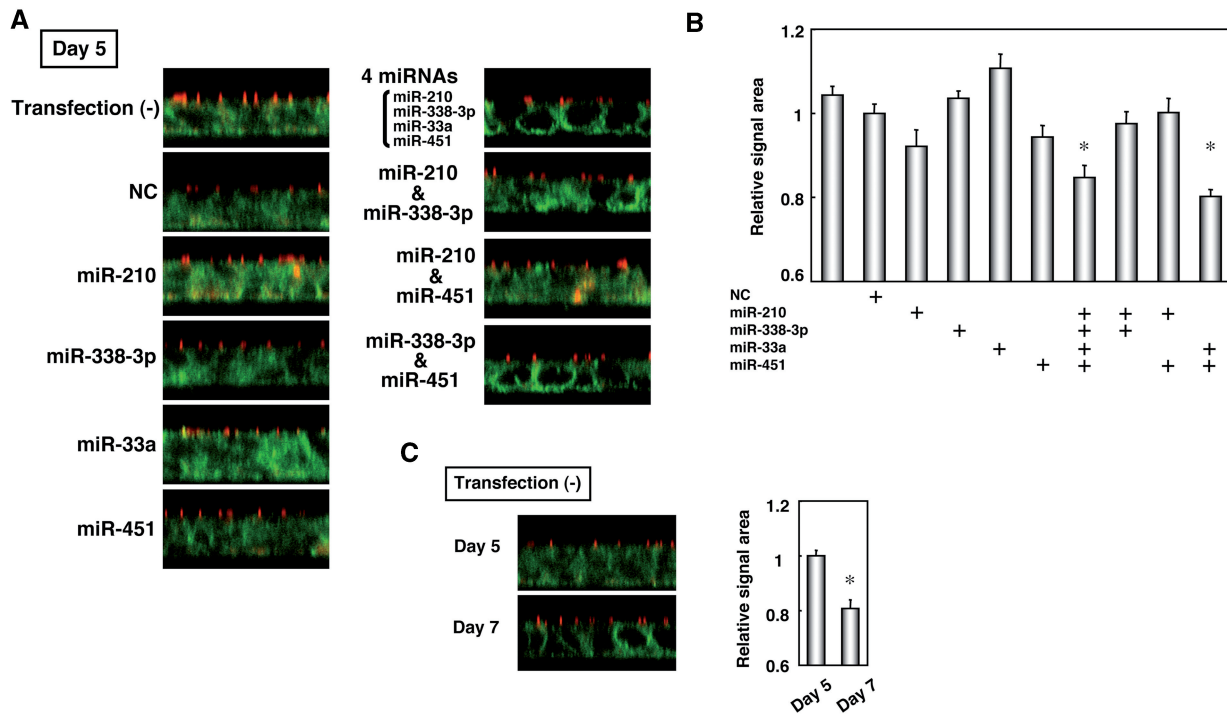 A
Day 5
Transfection (-)
NC
miR-210
miR-338-3p
miR-33a
miR-451
4 miRNAs
miR-210
miR-338-3p
miR-33a
miR-451
miR-210
&
miR-338-3p
miR-210
&
miR-451
miR-338-3p
&
miR-451
B
Relative signal area
1.2
1
0.8
0.6
* *
NC +
miR-210 + + + +
miR-338-3p + + +
miR-33a + + +
miR-451 + + + +
C
Transfection (-)
Day 5
Day 7
Relative signal area
1.2
1
0.8
0.6
*
Day 5
Day 7